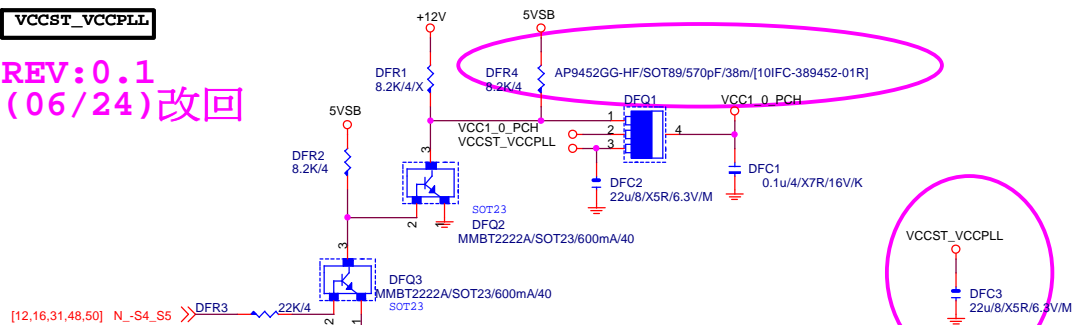 VCCST_VCCPLL
REV:0.1
(06/24)改回
+12V
5VSB
DFR1
8.2K/4/X
DFR4
8.2K/4
AP9452GG-HF/SOT89/570pF/38m/[10IFC-389452-01R]
DFQ1
VCC1_0_PCH
5VSB
1
VCC1_0_PCH
2
4
VCCST_VCCPLL
3
DFR2
8.2K/4
3
DFC1
0.1u/4/X7R/16V/K
DFC2
22u/8/X5R/6.3V/M
SOT23
2
1
DFQ2
MMBT2222A/SOT23/600mA/40
VCCST_VCCPLL
3
DFQ3
MMBT2222A/SOT23/600mA/40
SOT23
DFC3
22u/8/X5R/6.3V/M
[12,16,31,48,50] N_-S4_S5
DFR3
22K/4
2
1